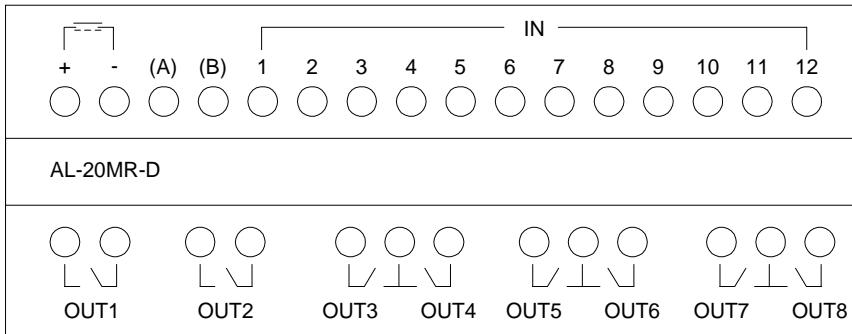 IN
+ - (A) (B) 1 2 3 4 5 6 7 8 9 10 11 12
AL-20MR-D
OUT1 OUT2 OUT3 OUT4 OUT5 OUT6 OUT7 OUT8